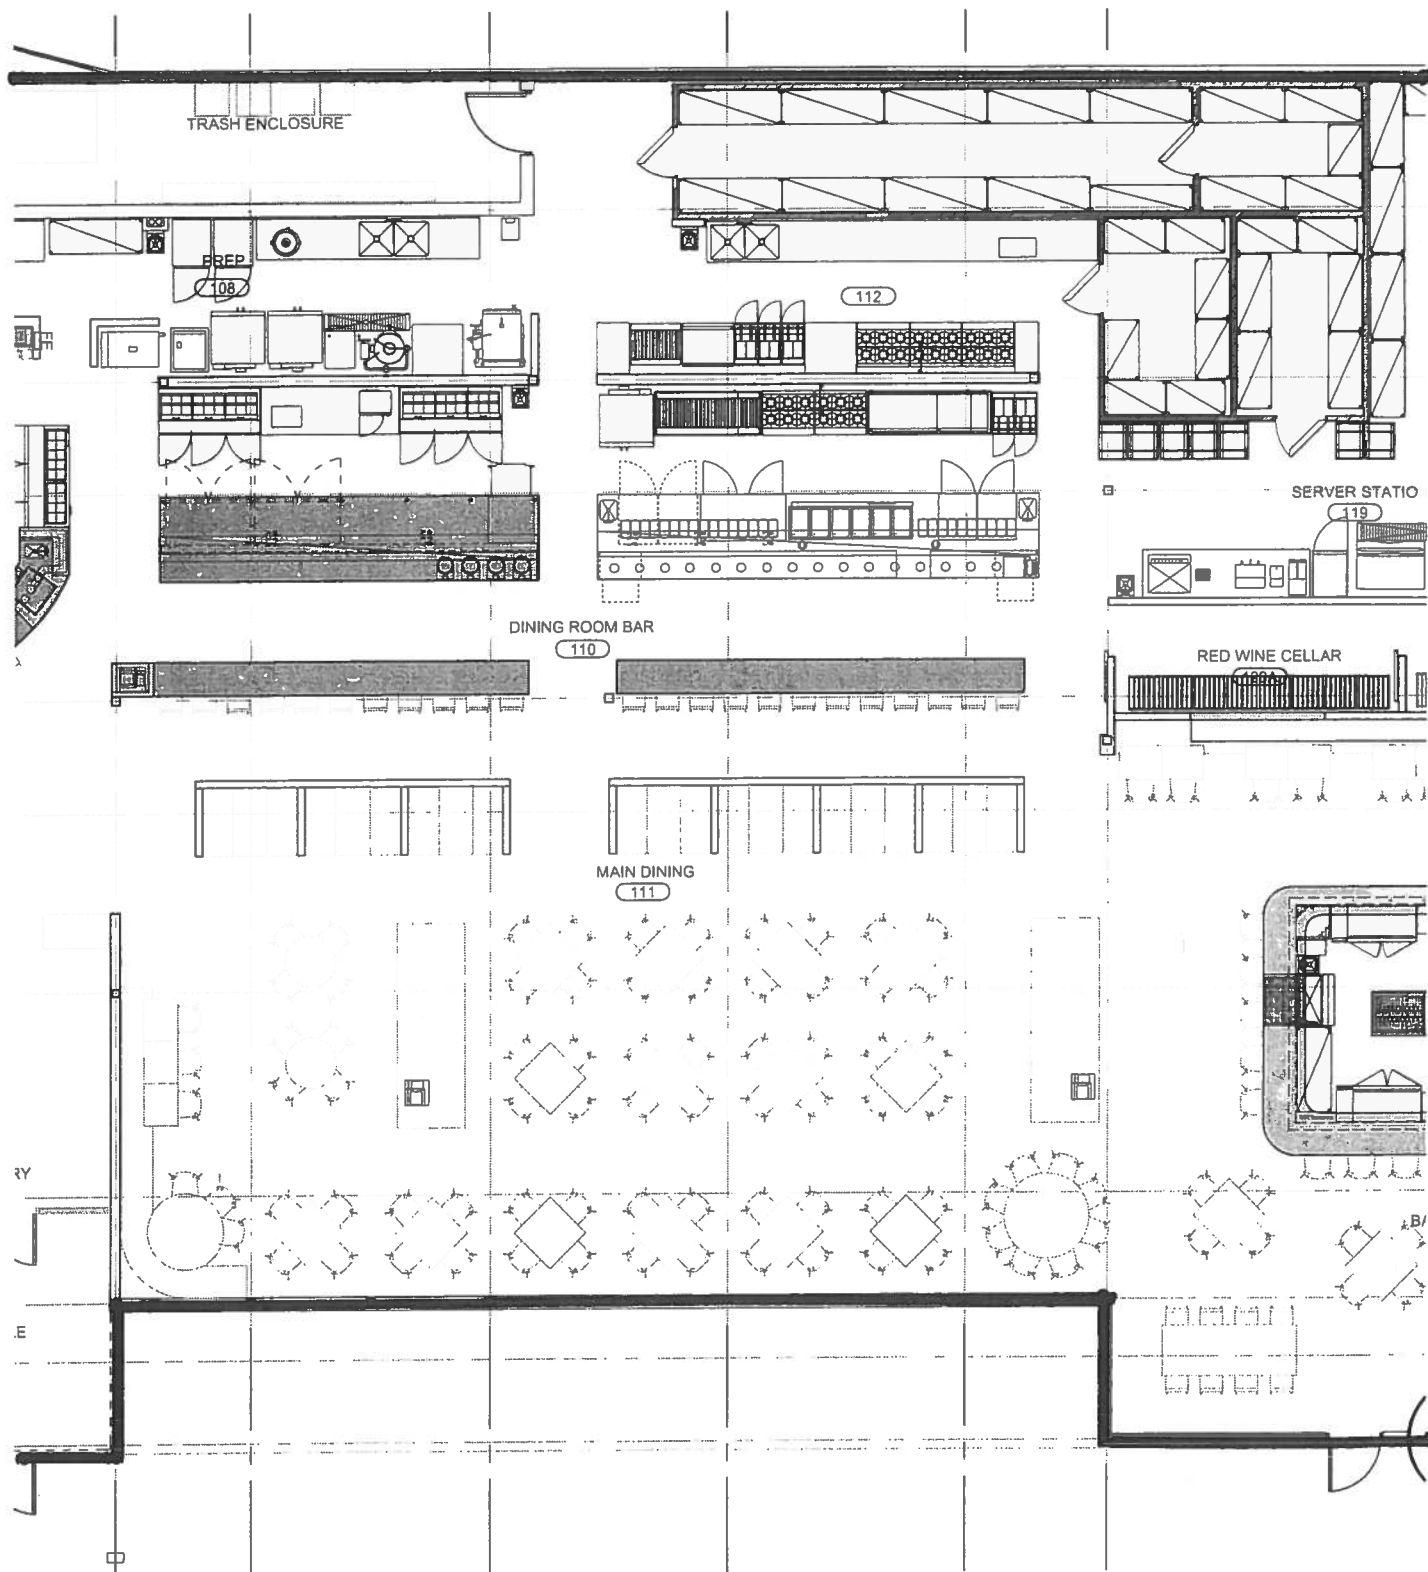 TRASH ENCLOSURE
PREP
108
112
SERVER STATIO
119
DINING ROOM BAR
110
RED WINE CELLAR
MAIN DINING
111
RY
BA
E